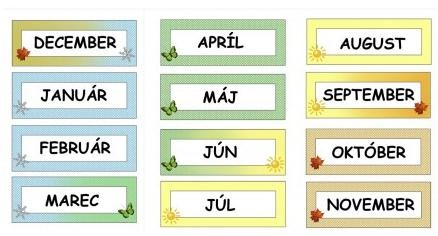 DECEMBER
JANUÁR
FEBRUÁR
MAREC
APRÍL
MÁJ
JÚN
JÚL
AUGUST
SEPTEMBER
OKTÓBER
NOVEMBER